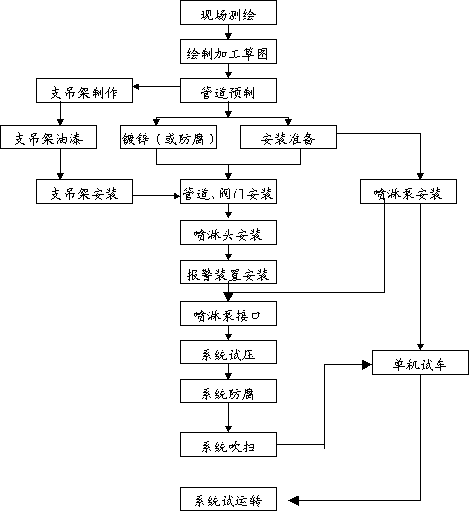 现场测绘
绘制加工草图
支吊架制作
管道预制
支吊架油漆
镀锌（或防腐）
安装准备
支吊架安装
管道、阀门安装
喷淋泵安装
喷淋头安装
报警装置安装
喷淋泵接口
系统试压
单机试车
系统防腐
系统吹扫
系统试运转